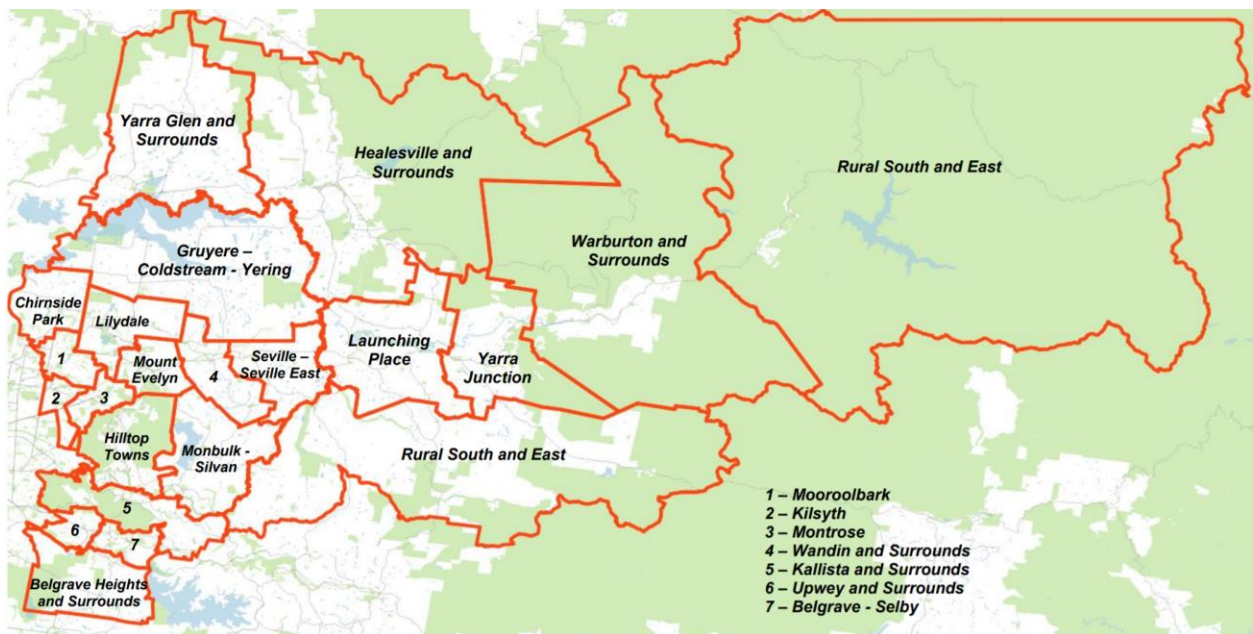 Yarra Glen and
Surrounds
Healesville and
Surrounds
Rural South and East
Warburton and
Surrounds
Gruyere –
Coldstream - Yering
Chirnside
Park
Lilydale
1
Mount
Evelyn
4
Seville –
Seville East
Launching
Place
Yarra
Junction
2
3
Hilltop
Towns
Monbulk -
Silvan
Rural South and East
5
6
7
Belgrave Heights
and Surrounds
1 – Mooroolbark
2 – Kilsyth
3 – Montrose
4 – Wandin and Surrounds
5 – Kallista and Surrounds
6 – Upwey and Surrounds
7 – Belgrave - Selby